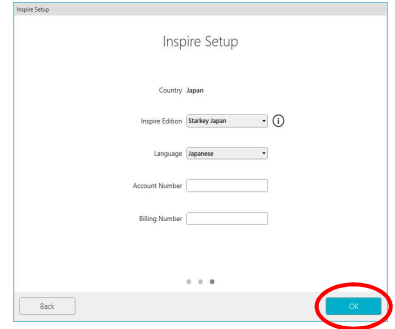 Inspire Setup
Inspire Setup
Country Japan
Inspire Edition Starkey Japan
Language Japanese
Account Number
Billing Number
Back OK